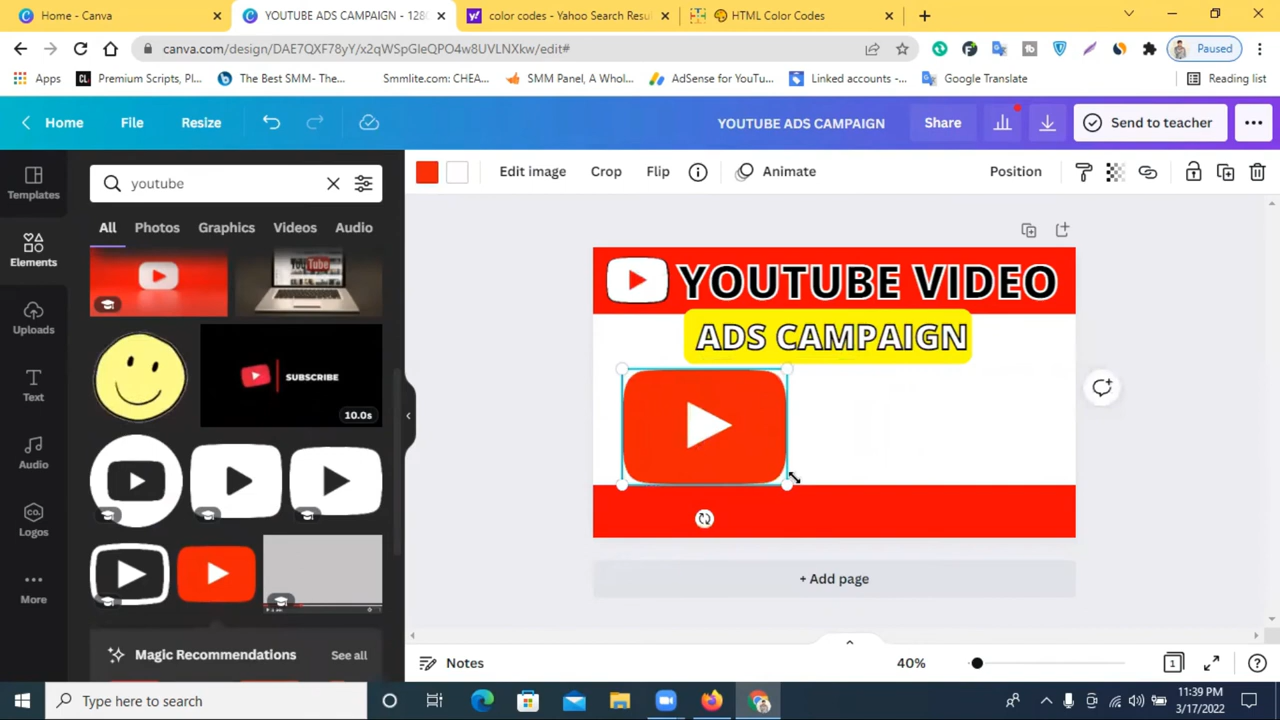 Home - Canva
YOUTUBE ADS CAMPAIGN - 128
color codes - Yahoo Search Resu
HTML Color Codes
canva.com/design/DAE7QXF78yY/x2qWSpGleQPO4w8UVLNXkw/edit#
Paused
Apps
CL Premium Scripts, Pl...
The Best SMM- The...
Smmlite.com: CHEA...
SMM Panel, A Whol...
AdSense for YouTu...
Linked accounts -...
Google Translate
Reading list
Home
File
Resize
YOUTUBE ADS CAMPAIGN
Share
Send to teacher
Templates
Elements
Uploads
Text
Audio
Logos
More
youtube
All
Photos
Graphics
Videos
Audio
YouTube
SUBSCRIBE
10.0s
Magic Recommendations
See all
Edit image
Crop
Flip
Animate
Position
YOUTUBE VIDEO
ADS CAMPAIGN
+ Add page
Notes
40%
1
Type here to search
11:39 PM
3/17/2022